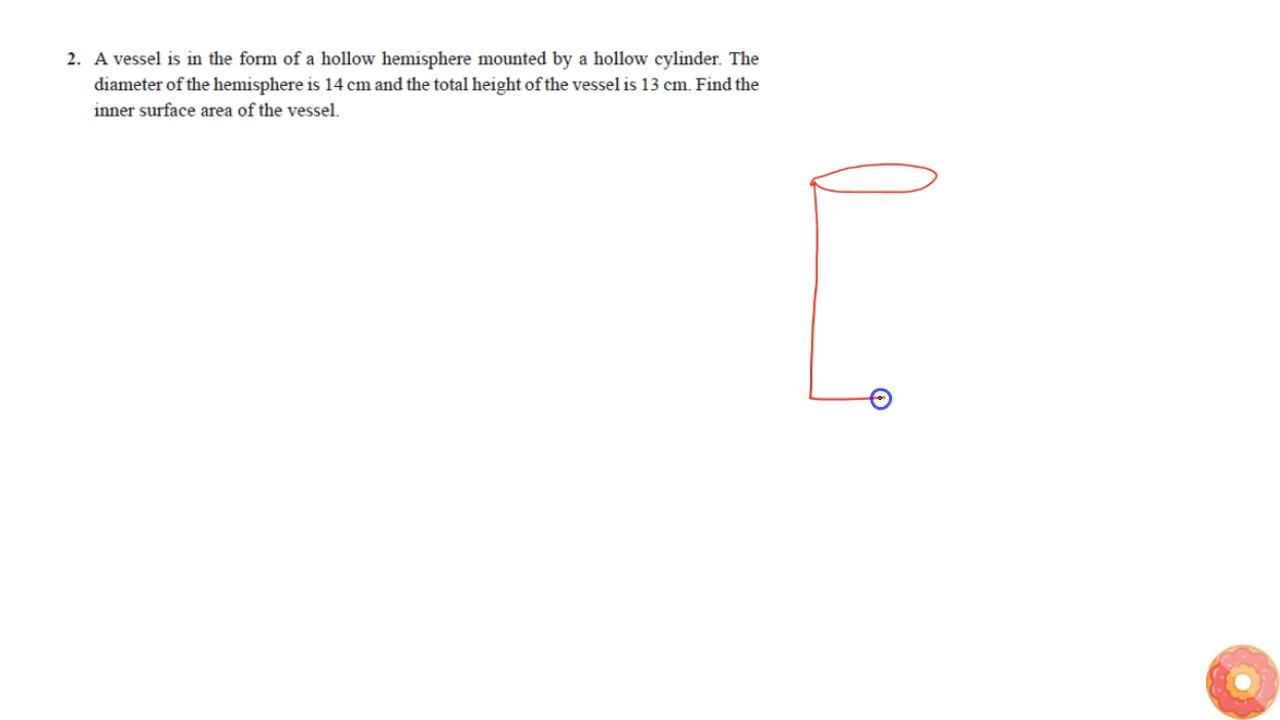 2. A vessel is in the form of a hollow hemisphere mounted by a hollow cylinder. The
diameter of the hemisphere is 14 cm and the total height of the vessel is 13 cm. Find the
inner surface area of the vessel.